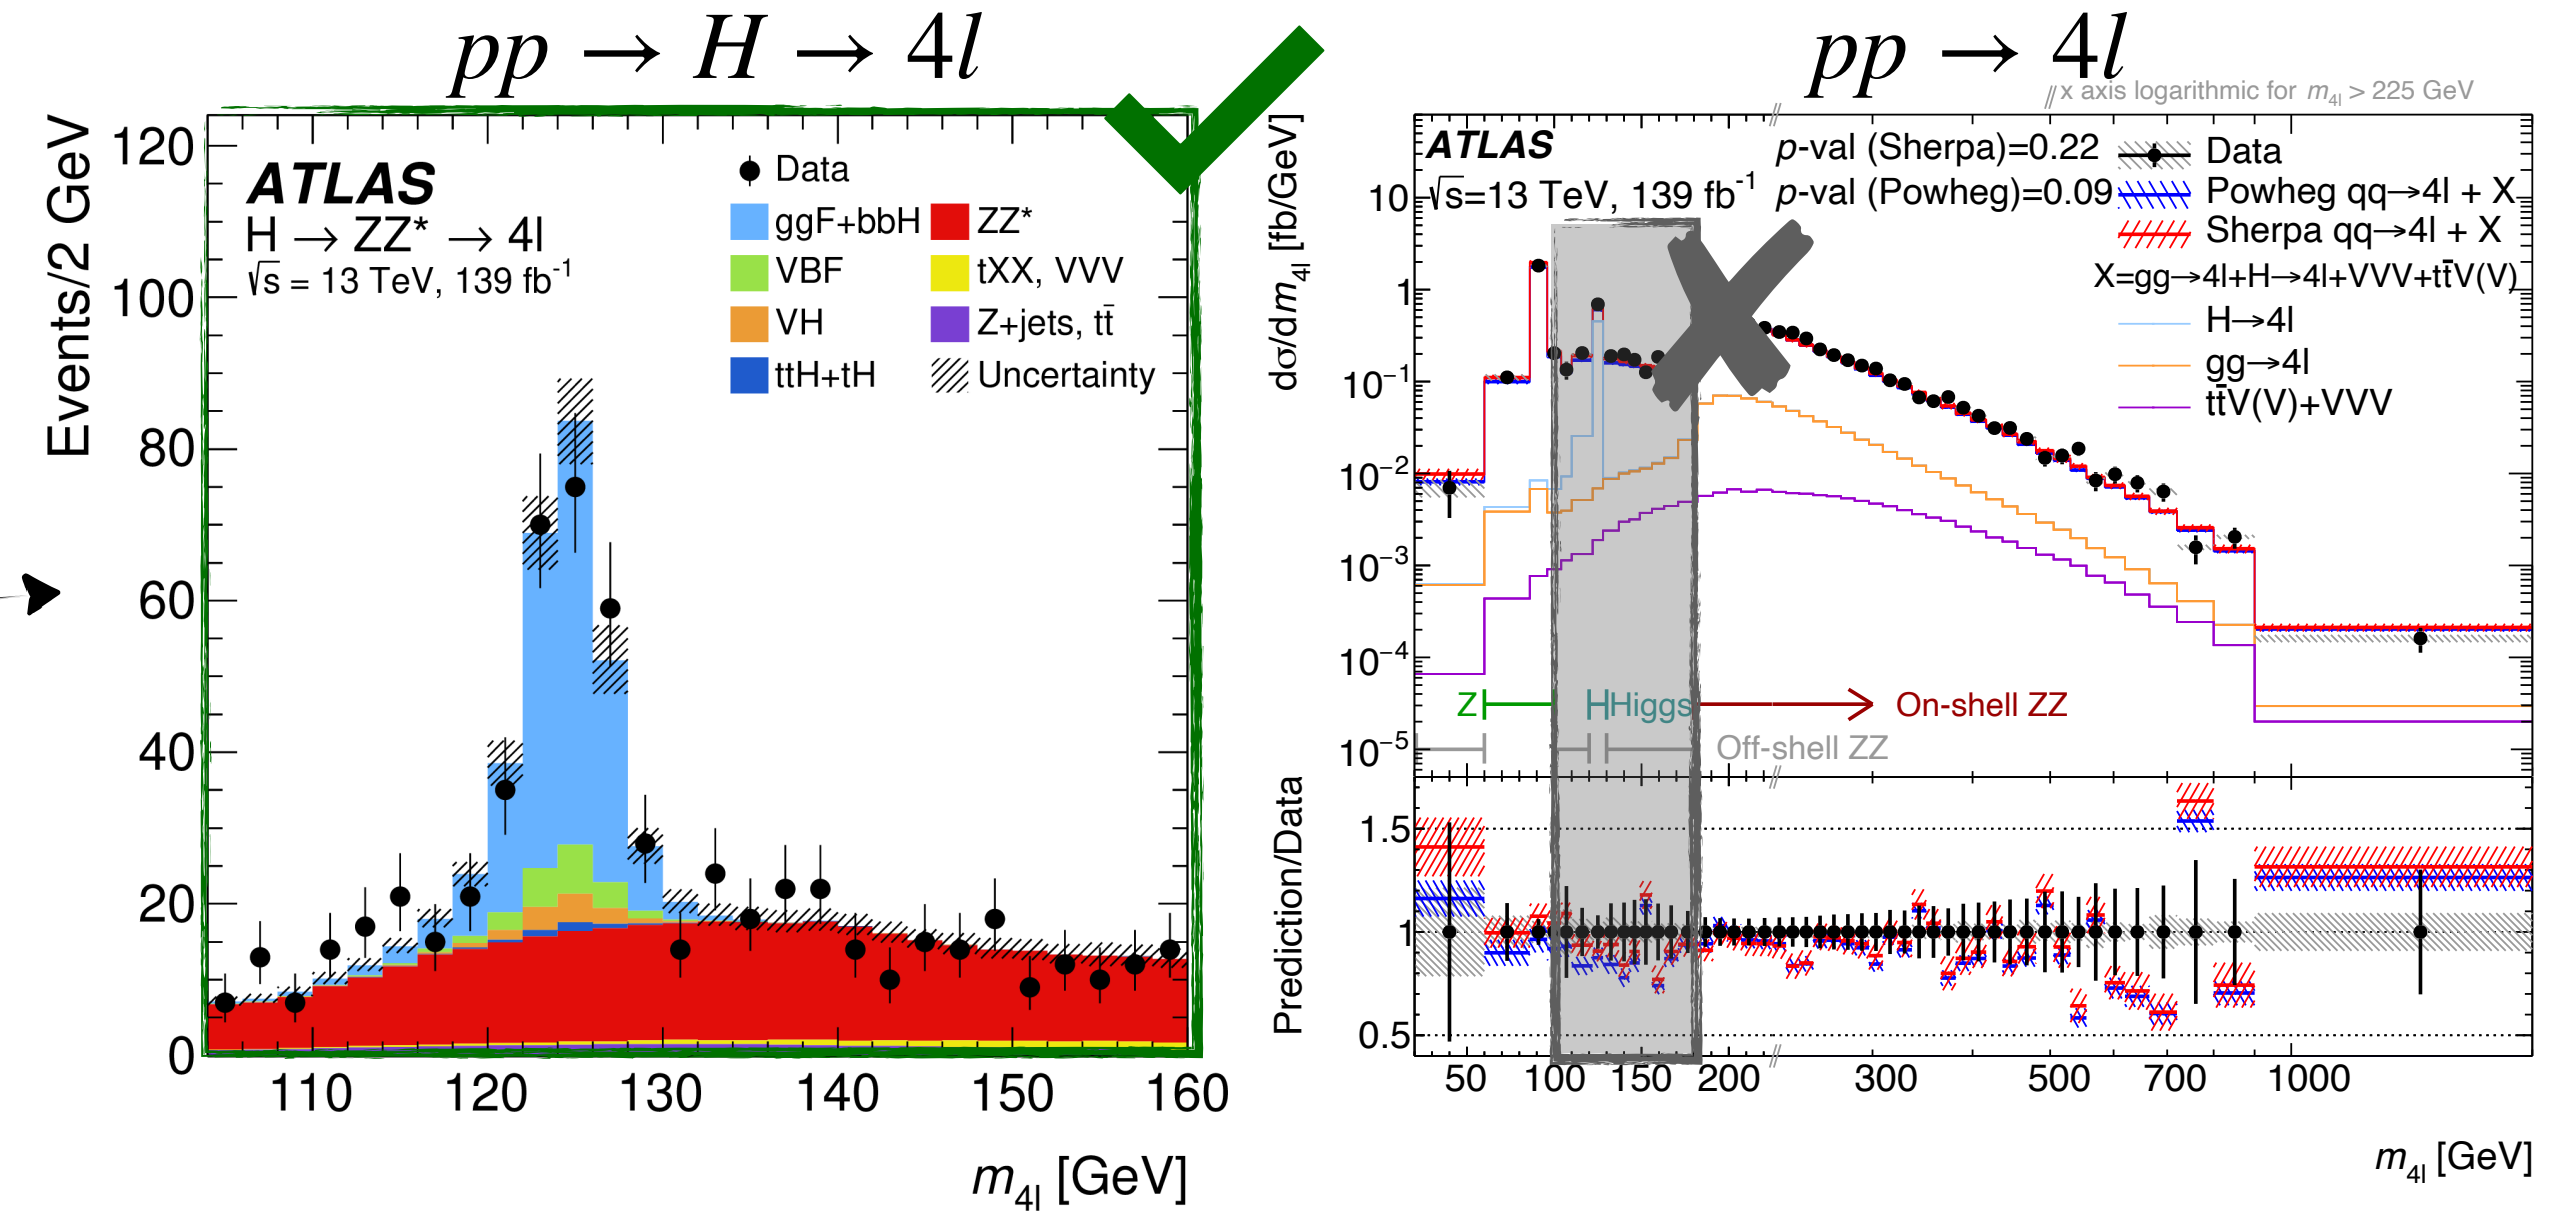 pp → H → 4l
Events/2 GeV
120
100
80
60
40
20
0
ATLAS
H → ZZ* → 4l
√s = 13 TeV, 139 fb⁻¹
Data
ggF+bbH
ZZ*
VBF
tXX, VVV
VH
Z+jets, tt̄
ttH+tH
Uncertainty
110 120 130 140 150 160
m₄ₗ [GeV]
pp → 4l
x axis logarithmic for m₄ₗ > 225 GeV
dσ/dm₄ₗ [fb/GeV]
10
1
10⁻¹
10⁻²
10⁻³
10⁻⁴
10⁻⁵
ATLAS
√s=13 TeV, 139 fb⁻¹
p-val (Sherpa)=0.22
p-val (Powheg)=0.09
Data
Powheg qq→4l + X
Sherpa qq→4l + X
X=gg→4l+H→4l+VVV+tt̄V(V)
H→4l
gg→4l
tt̄V(V)+VVV
Z
Higgs
On-shell ZZ
Off-shell ZZ
Prediction/Data
1.5
1
0.5
50 100 150 200 300 500 700 1000
m₄ₗ [GeV]